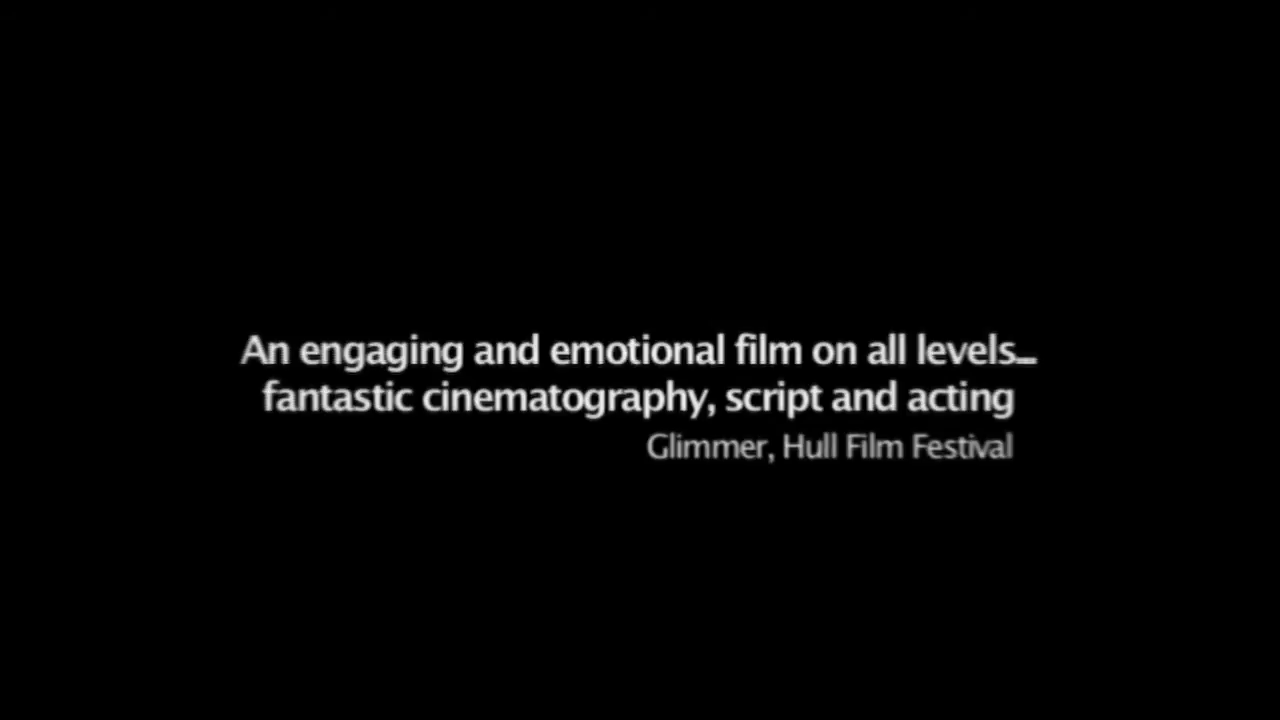 An engaging and emotional film on all levels...
fantastic cinematography, script and acting
Glimmer, Hull Film Festival